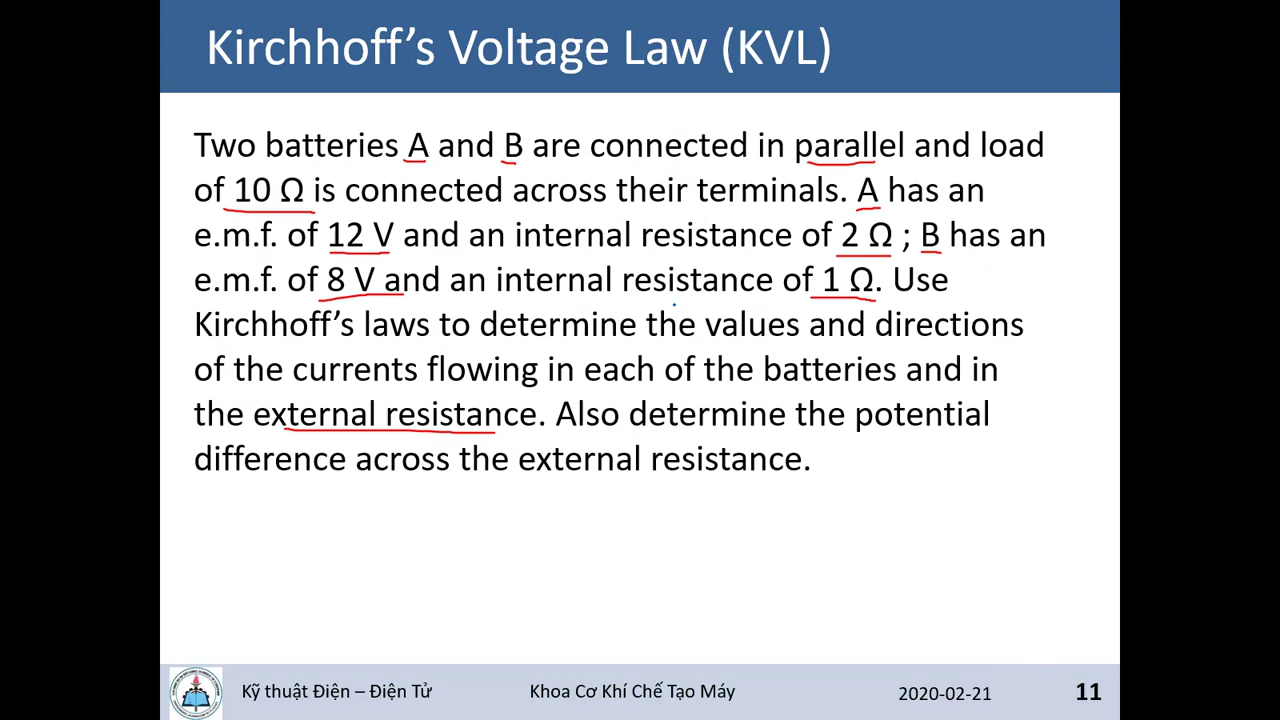 Kirchhoff’s Voltage Law (KVL)
Two batteries A and B are connected in parallel and load
of 10 Ω is connected across their terminals. A has an
e.m.f. of 12 V and an internal resistance of 2 Ω ; B has an
e.m.f. of 8 V and an internal resistance of 1 Ω. Use
Kirchhoff’s laws to determine the values and directions
of the currents flowing in each of the batteries and in
the external resistance. Also determine the potential
difference across the external resistance.
Kỹ thuật Điện – Điện Tử
Khoa Cơ Khí Chế Tạo Máy
2020-02-21
11